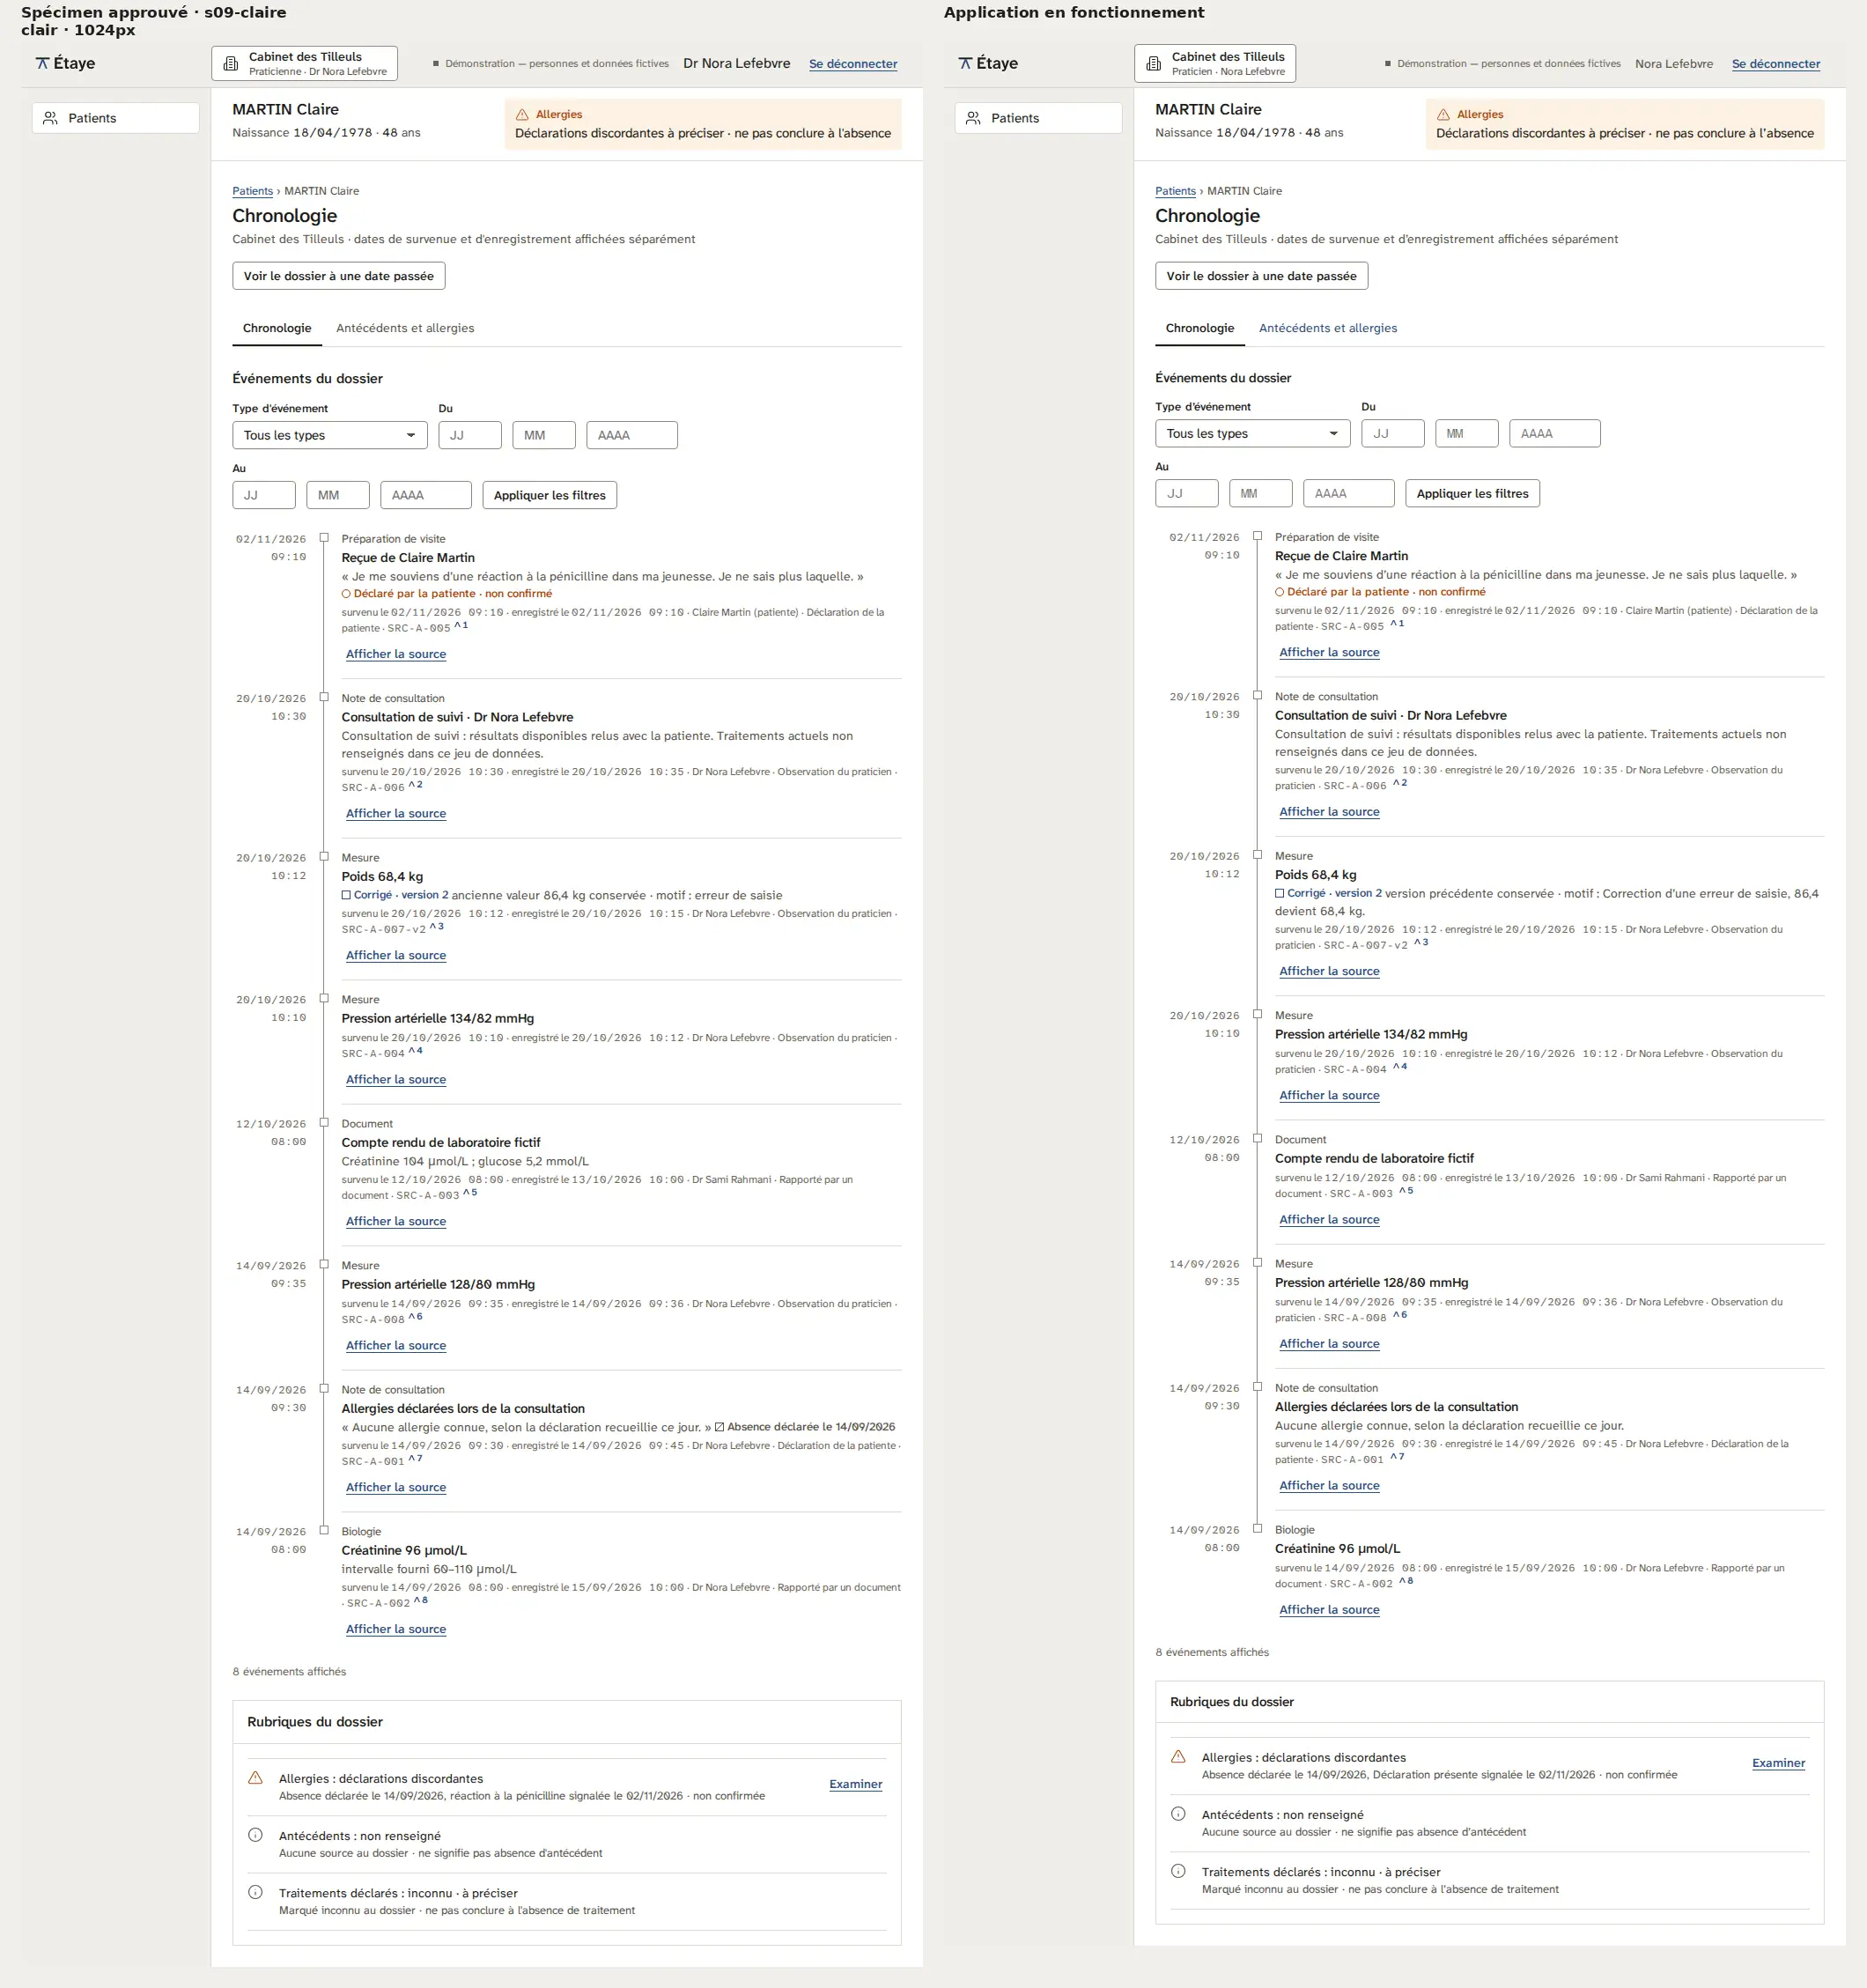 Spécimen approuvé · s09-claire
clair · 1024px
Étaye
Cabinet des Tilleuls
Praticienne · Dr Nora Lefebvre
Démonstration — personnes et données fictives
Dr Nora Lefebvre
Se déconnecter
Patients
MARTIN Claire
Naissance 18/04/1978 · 48 ans
Allergies
Déclarations discordantes à préciser · ne pas conclure à l'absence
Patients › MARTIN Claire
Chronologie
Cabinet des Tilleuls · dates de survenue et d'enregistrement affichées séparément
Voir le dossier à une date passée
Chronologie
Antécédents et allergies
Événements du dossier
Type d'événement
Du
Tous les types
JJ
MM
AAAA
Au
JJ
MM
AAAA
Appliquer les filtres
02/11/2026
09:10
Préparation de visite
Reçue de Claire Martin
« Je me souviens d'une réaction à la pénicilline dans ma jeunesse. Je ne sais plus laquelle. »
Déclaré par la patiente · non confirmé
survenu le 02/11/2026 09:10 · enregistré le 02/11/2026 09:10 · Claire Martin (patiente) · Déclaration de la
patiente · SRC-A-005 ^1
Afficher la source
20/10/2026
10:30
Note de consultation
Consultation de suivi · Dr Nora Lefebvre
Consultation de suivi : résultats disponibles relus avec la patiente. Traitements actuels non
renseignés dans ce jeu de données.
survenu le 20/10/2026 10:30 · enregistré le 20/10/2026 10:35 · Dr Nora Lefebvre · Observation du praticien ·
SRC-A-006 ^2
Afficher la source
20/10/2026
10:12
Mesure
Poids 68,4 kg
Corrigé · version 2 ancienne valeur 86,4 kg conservée · motif : erreur de saisie
survenu le 20/10/2026 10:12 · enregistré le 20/10/2026 10:15 · Dr Nora Lefebvre · Observation du praticien ·
SRC-A-007-v2 ^3
Afficher la source
20/10/2026
10:10
Mesure
Pression artérielle 134/82 mmHg
survenu le 20/10/2026 10:10 · enregistré le 20/10/2026 10:12 · Dr Nora Lefebvre · Observation du praticien ·
SRC-A-004 ^4
Afficher la source
12/10/2026
08:00
Document
Compte rendu de laboratoire fictif
Créatinine 104 µmol/L ; glucose 5,2 mmol/L
survenu le 12/10/2026 08:00 · enregistré le 13/10/2026 10:00 · Dr Sami Rahmani · Rapporté par un
document · SRC-A-003 ^5
Afficher la source
14/09/2026
09:35
Mesure
Pression artérielle 128/80 mmHg
survenu le 14/09/2026 09:35 · enregistré le 14/09/2026 09:36 · Dr Nora Lefebvre · Observation du praticien ·
SRC-A-008 ^6
Afficher la source
14/09/2026
09:30
Note de consultation
Allergies déclarées lors de la consultation
« Aucune allergie connue, selon la déclaration recueillie ce jour. » Absence déclarée le 14/09/2026
survenu le 14/09/2026 09:30 · enregistré le 14/09/2026 09:45 · Dr Nora Lefebvre · Déclaration de la patiente ·
SRC-A-001 ^7
Afficher la source
14/09/2026
08:00
Biologie
Créatinine 96 µmol/L
intervalle fourni 60–110 µmol/L
survenu le 14/09/2026 08:00 · enregistré le 15/09/2026 10:00 · Dr Nora Lefebvre · Rapporté par un document
· SRC-A-002 ^8
Afficher la source
8 événements affichés
Rubriques du dossier
Allergies : déclarations discordantes
Absence déclarée le 14/09/2026, réaction à la pénicilline signalée le 02/11/2026 · non confirmée
Examiner
Antécédents : non renseigné
Aucune source au dossier · ne signifie pas absence d'antécédent
Traitements déclarés : inconnu · à préciser
Marqué inconnu au dossier · ne pas conclure à l'absence de traitement
Application en fonctionnement
Étaye
Cabinet des Tilleuls
Praticien · Nora Lefebvre
Démonstration — personnes et données fictives
Nora Lefebvre
Se déconnecter
Patients
MARTIN Claire
Naissance 18/04/1978 · 48 ans
Allergies
Déclarations discordantes à préciser · ne pas conclure à l'absence
Patients › MARTIN Claire
Chronologie
Cabinet des Tilleuls · dates de survenue et d'enregistrement affichées séparément
Voir le dossier à une date passée
Chronologie
Antécédents et allergies
Événements du dossier
Type d'événement
Du
Tous les types
JJ
MM
AAAA
Au
JJ
MM
AAAA
Appliquer les filtres
02/11/2026
09:10
Préparation de visite
Reçue de Claire Martin
« Je me souviens d'une réaction à la pénicilline dans ma jeunesse. Je ne sais plus laquelle. »
Déclaré par la patiente · non confirmé
survenu le 02/11/2026 09:10 · enregistré le 02/11/2026 09:10 · Claire Martin (patiente) · Déclaration de la
patiente · SRC-A-005 ^1
Afficher la source
20/10/2026
10:30
Note de consultation
Consultation de suivi · Dr Nora Lefebvre
Consultation de suivi : résultats disponibles relus avec la patiente. Traitements actuels non
renseignés dans ce jeu de données.
survenu le 20/10/2026 10:30 · enregistré le 20/10/2026 10:35 · Dr Nora Lefebvre · Observation du
praticien · SRC-A-006 ^2
Afficher la source
20/10/2026
10:12
Mesure
Poids 68,4 kg
Corrigé · version 2 version précédente conservée · motif : Correction d'une erreur de saisie, 86,4
devient 68,4 kg.
survenu le 20/10/2026 10:12 · enregistré le 20/10/2026 10:15 · Dr Nora Lefebvre · Observation du
praticien · SRC-A-007-v2 ^3
Afficher la source
20/10/2026
10:10
Mesure
Pression artérielle 134/82 mmHg
survenu le 20/10/2026 10:10 · enregistré le 20/10/2026 10:12 · Dr Nora Lefebvre · Observation du
praticien · SRC-A-004 ^4
Afficher la source
12/10/2026
08:00
Document
Compte rendu de laboratoire fictif
survenu le 12/10/2026 08:00 · enregistré le 13/10/2026 10:00 · Dr Sami Rahmani · Rapporté par un
document · SRC-A-003 ^5
Afficher la source
14/09/2026
09:35
Mesure
Pression artérielle 128/80 mmHg
survenu le 14/09/2026 09:35 · enregistré le 14/09/2026 09:36 · Dr Nora Lefebvre · Observation du
praticien · SRC-A-008 ^6
Afficher la source
14/09/2026
09:30
Note de consultation
Allergies déclarées lors de la consultation
Aucune allergie connue, selon la déclaration recueillie ce jour.
survenu le 14/09/2026 09:30 · enregistré le 14/09/2026 09:45 · Dr Nora Lefebvre · Déclaration de la
patiente · SRC-A-001 ^7
Afficher la source
14/09/2026
08:00
Biologie
Créatinine 96 µmol/L
survenu le 14/09/2026 08:00 · enregistré le 15/09/2026 10:00 · Dr Nora Lefebvre · Rapporté par un
document · SRC-A-002 ^8
Afficher la source
8 événements affichés
Rubriques du dossier
Allergies : déclarations discordantes
Absence déclarée le 14/09/2026, Déclaration présente signalée le 02/11/2026 · non confirmée
Examiner
Antécédents : non renseigné
Aucune source au dossier · ne signifie pas absence d'antécédent
Traitements déclarés : inconnu · à préciser
Marqué inconnu au dossier · ne pas conclure à l'absence de traitement